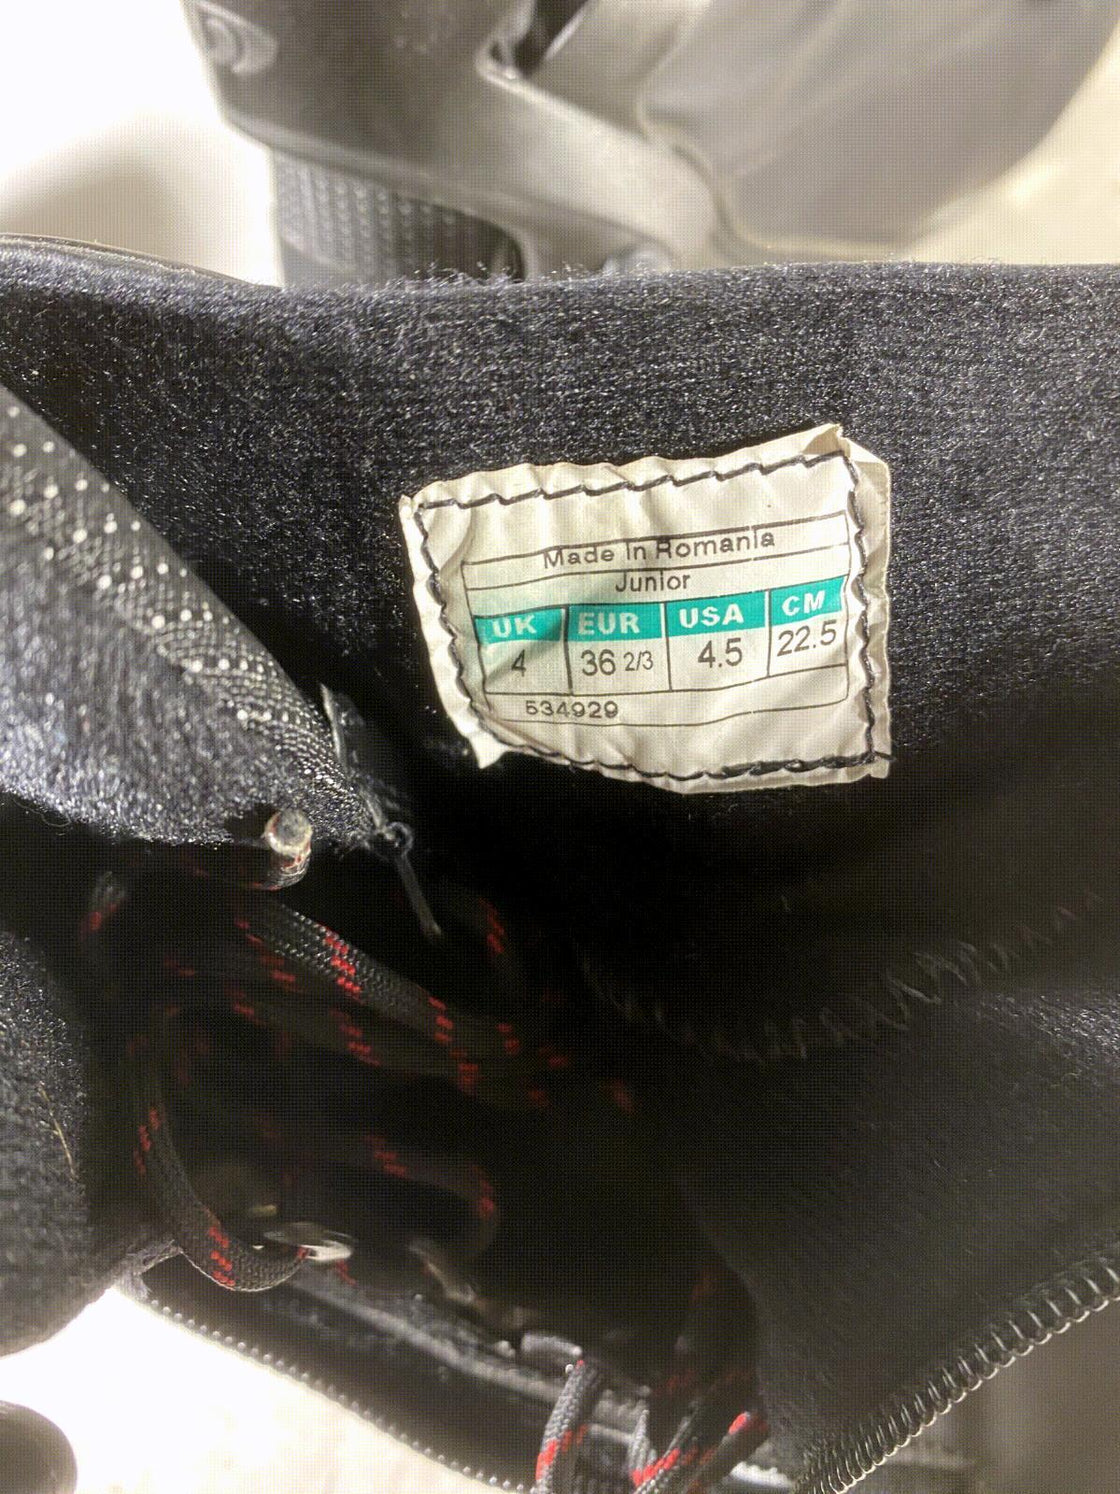 Made In Romania
Junior
UK EUR USA CM
4 36 2/3 4.5 22.5
534929